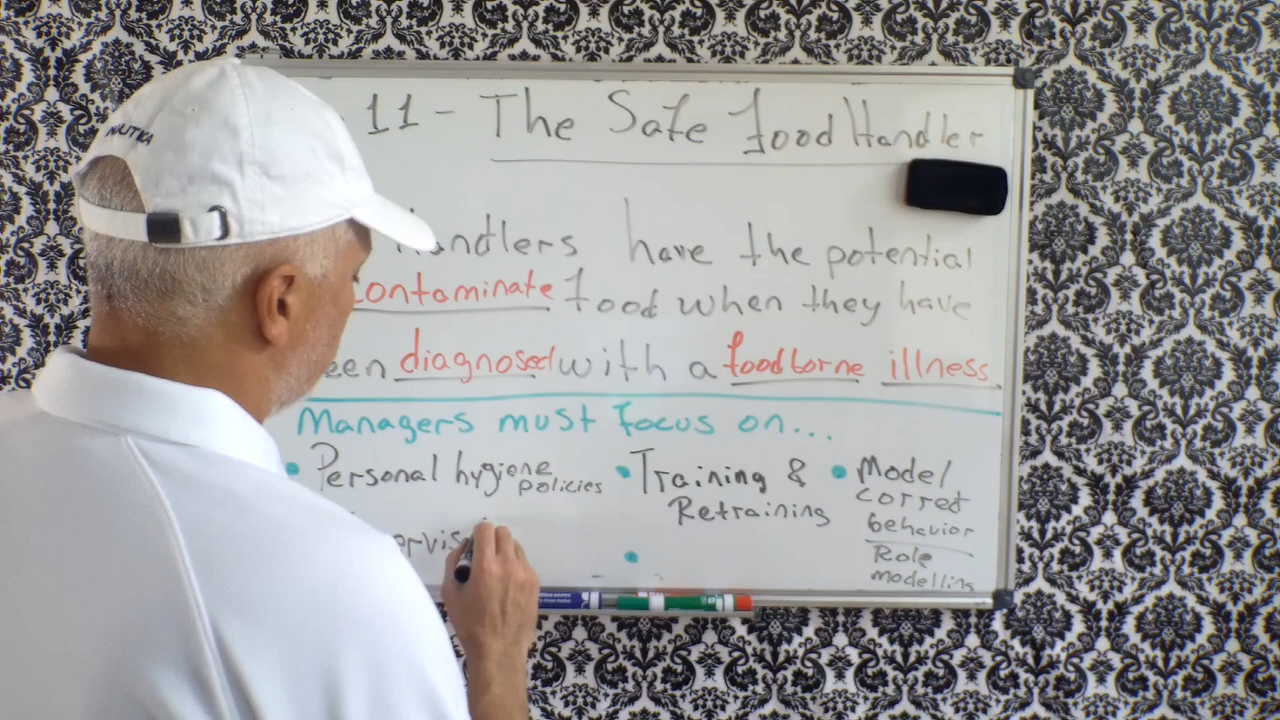 NAUTICA
11 - The Safe Food Handler
Handlers have the potential
contaminate food when they have
been diagnosed with a foodborne illness
Managers must focus on...
• Personal hygiene policies
• Training & Retraining
• Model correct behavior
Role modelling